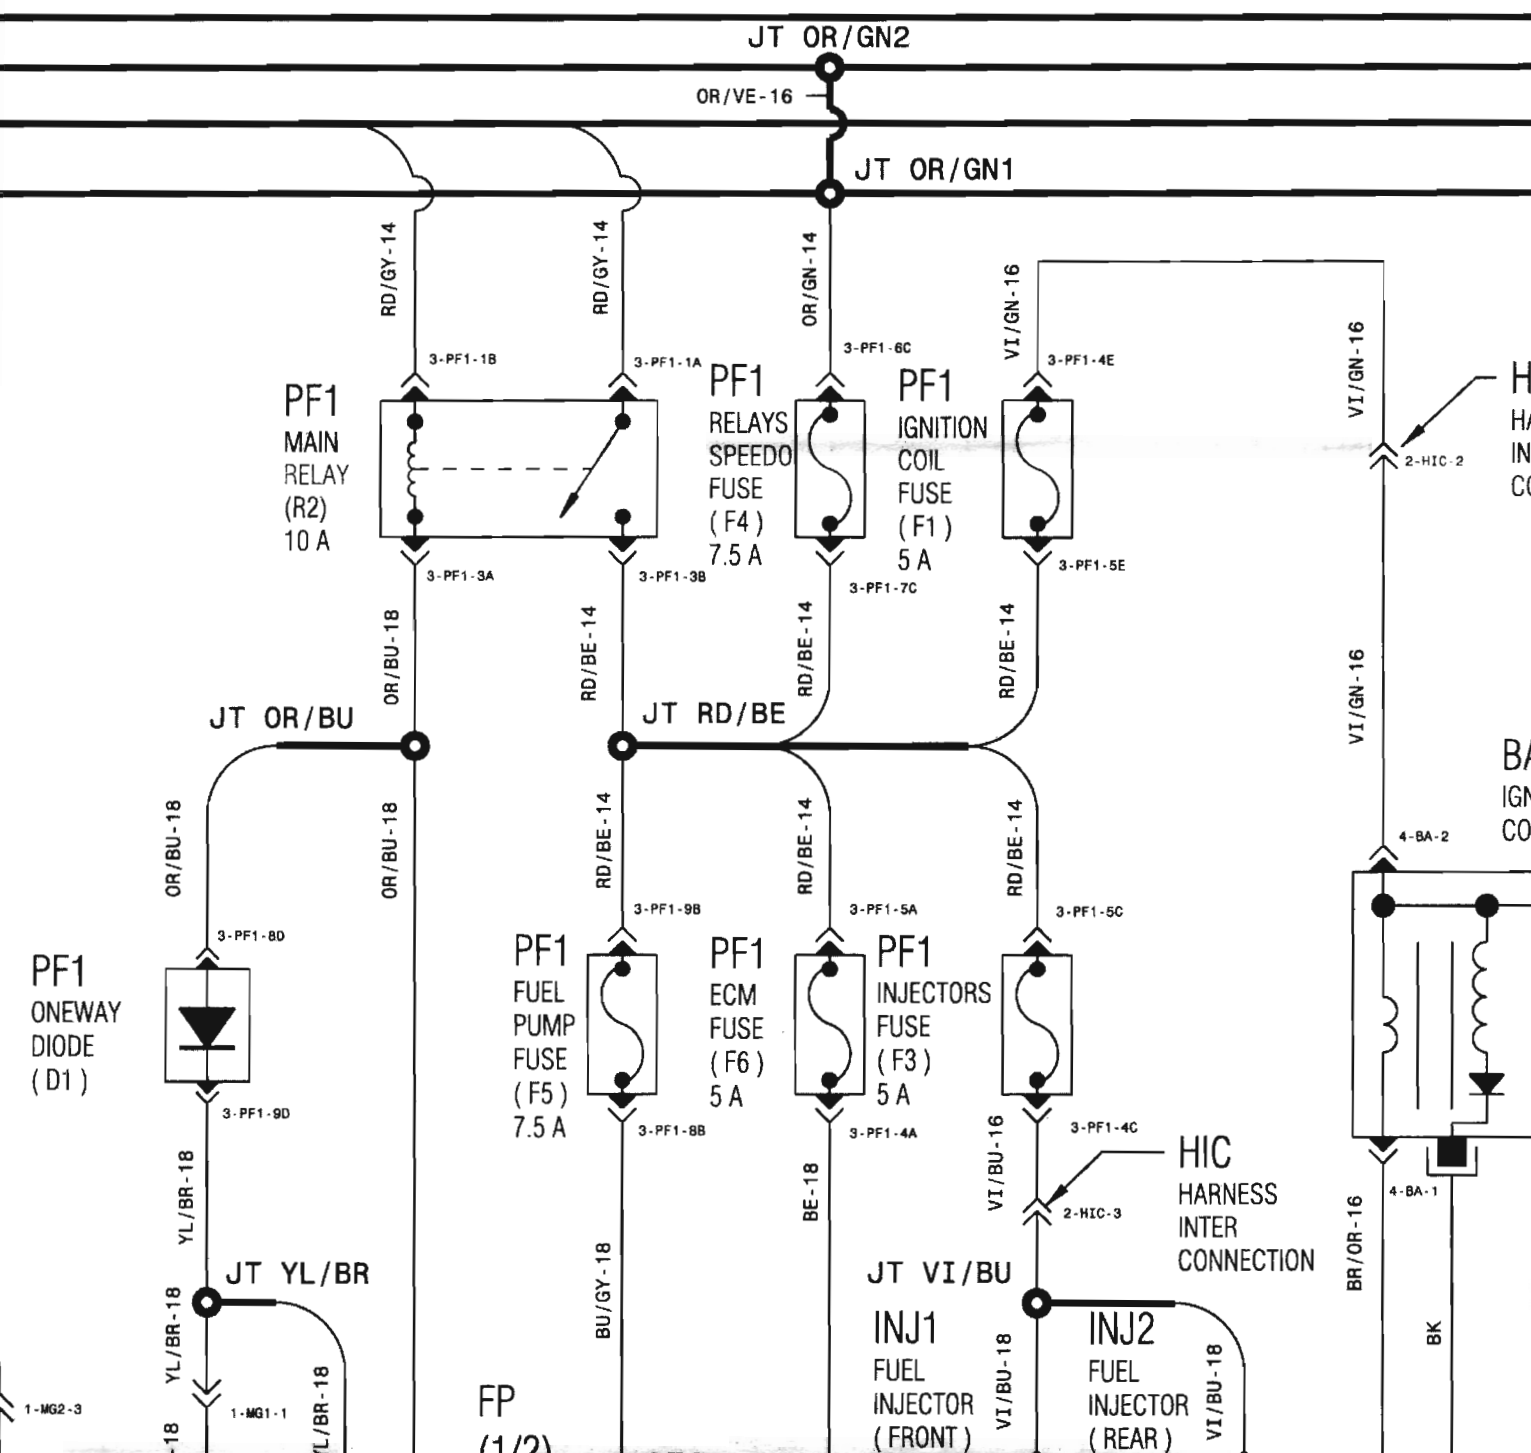 JT OR/GN2
OR/VE-16
JT OR/GN1
RD/GY-14
RD/GY-14
OR/GN-14
VI/GN-16
VI/GN-16
3-PF1-1B
3-PF1-1A
3-PF1-6C
3-PF1-4E
PF1
MAIN
RELAY
(R2)
10 A
PF1
RELAYS
SPEEDO
FUSE
(F4)
7.5 A
PF1
IGNITION
COIL
FUSE
(F1)
5 A
2-HIC-2
3-PF1-3A
3-PF1-3B
3-PF1-7C
3-PF1-5E
OR/BU-18
RD/BE-14
RD/BE-14
RD/BE-14
VI/GN-16
JT OR/BU
JT RD/BE
OR/BU-18
OR/BU-18
RD/BE-14
RD/BE-14
RD/BE-14
4-BA-2
3-PF1-8D
3-PF1-9B
3-PF1-5A
3-PF1-5C
PF1
ONEWAY
DIODE
(D1)
PF1
FUEL
PUMP
FUSE
(F5)
7.5 A
PF1
ECM
FUSE
(F6)
5 A
PF1
INJECTORS
FUSE
(F3)
5 A
3-PF1-9D
3-PF1-8B
3-PF1-4A
3-PF1-4C
YL/BR-18
BE-18
VI/BU-16
HIC
HARNESS
INTER
CONNECTION
2-HIC-3
4-BA-1
BR/OR-16
BK
JT YL/BR
BU/GY-18
JT VI/BU
YL/BR-18
INJ1
FUEL
INJECTOR
(FRONT)
VI/BU-18
INJ2
FUEL
INJECTOR
(REAR)
VI/BU-18
1-MG2-3
1-MG1-1
L/BR-18
-18
FP
(1/2)